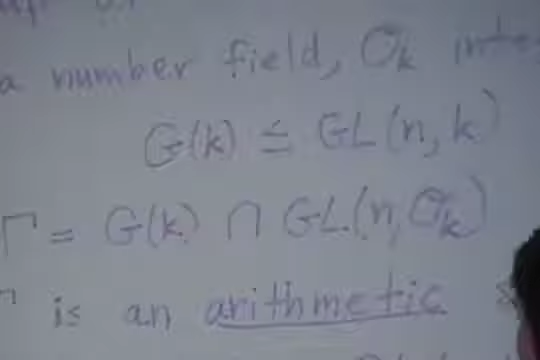 a number field, O_k inte
G(k) ≤ GL(n, k)
Γ = G(k) ∩ GL(n, O_k)
is an arithmetic